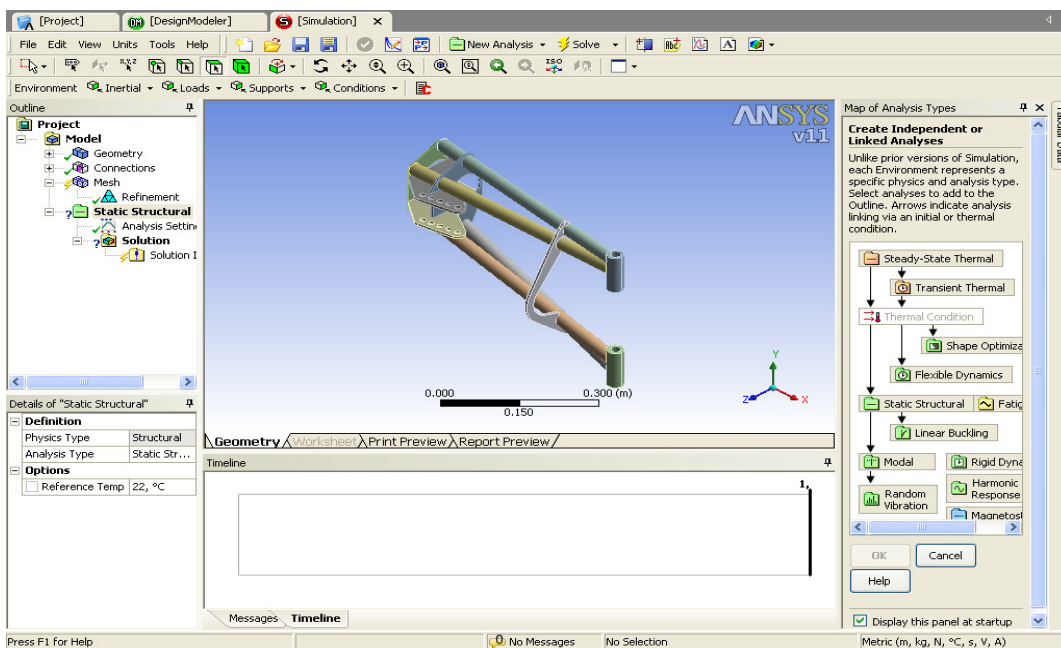 [Project]
[DesignModeler]
[Simulation]
File Edit View Units Tools Help
New Analysis
Solve
Environment
Inertial
Loads
Supports
Conditions
Outline
Project
Model
Geometry
Connections
Mesh
Refinement
Static Structural
Analysis Settin
Solution
Solution I
Details of "Static Structural"
Definition
Physics Type Structural
Analysis Type Static Str...
Options
Reference Temp 22, °C
ANSYS
v11
0.000 0.300 (m)
0.150
Y
Z X
Geometry Worksheet Print Preview Report Preview
Timeline
1,
Messages Timeline
Map of Analysis Types
Create Independent or
Linked Analyses
Unlike prior versions of Simulation,
each Environment represents a
specific physics and analysis type.
Select analyses to add to the
Outline. Arrows indicate analysis
linking via an initial or thermal
condition.
Steady-State Thermal
Transient Thermal
Thermal Condition
Shape Optimiza
Flexible Dynamics
Static Structural
Fatig
Linear Buckling
Modal
Rigid Dyna
Random
Vibration
Harmonic
Response
Magnetost
OK
Cancel
Help
Display this panel at startup
Press F1 for Help
No Messages
No Selection
Metric (m, kg, N, °C, s, V, A)